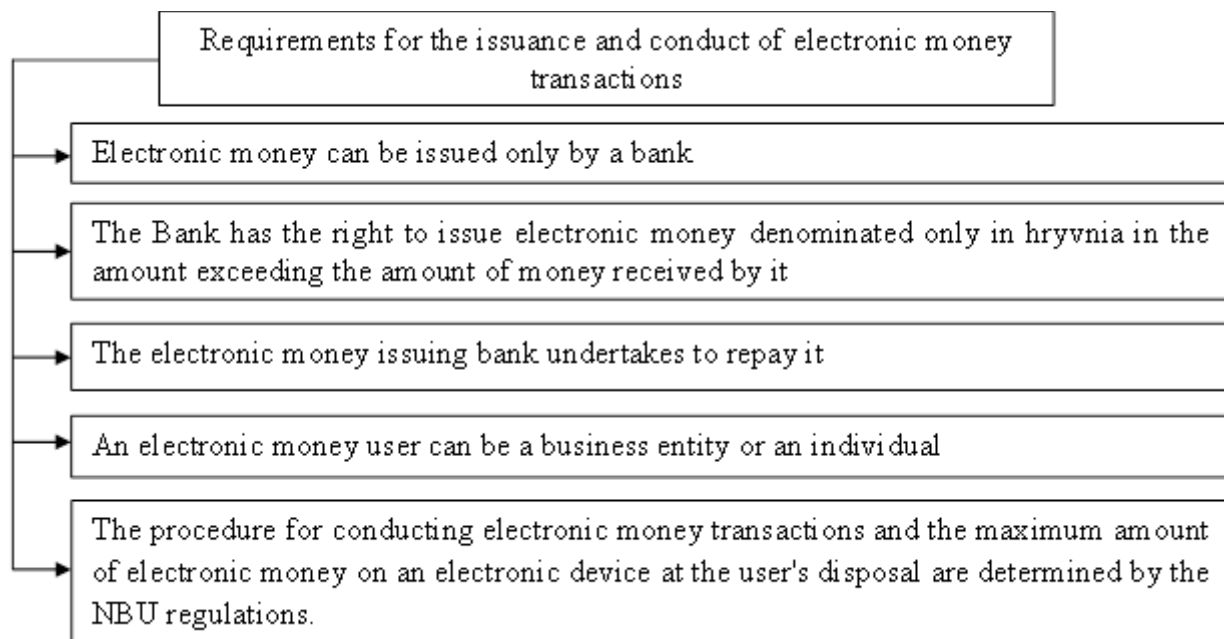 Requirements for the issuance and conduct of electronic money
transactions
Electronic money can be issued only by a bank
The Bank has the right to issue electronic money denominated only in hryvnia in the
amount exceeding the amount of money received by it
The electronic money issuing bank undertakes to repay it
An electronic money user can be a business entity or an individual
The procedure for conducting electronic money transactions and the maximum amount
of electronic money on an electronic device at the user's disposal are determined by the
NBU regulations.